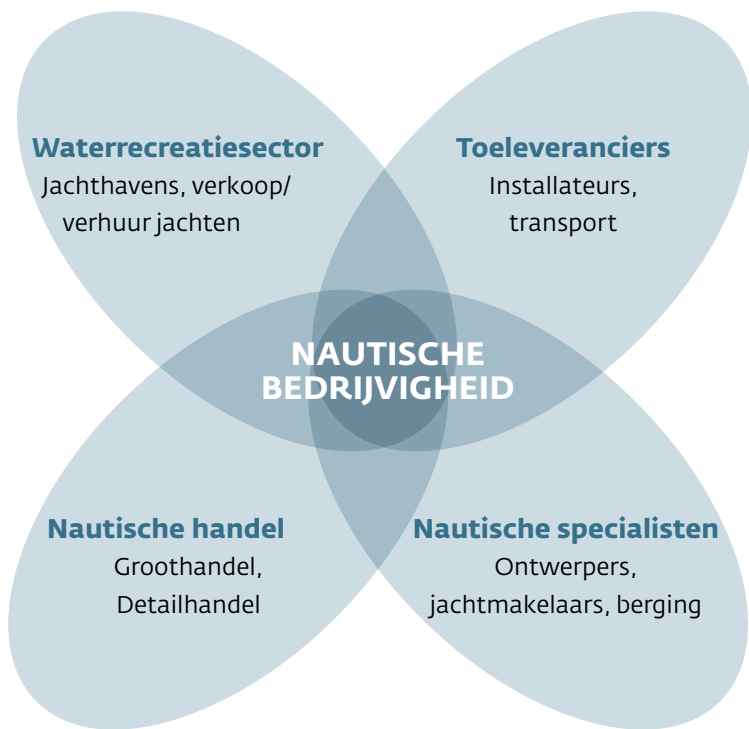 Waterrecreatiesector
Jachthavens, verkoop/
verhuur jachten
Toeleveranciers
Installateurs,
transport
NAUTISCHE
BEDRIJVIGHEID
Nautische handel
Groothandel,
Detailhandel
Nautische specialisten
Ontwerpers,
jachtmakelaars, berging